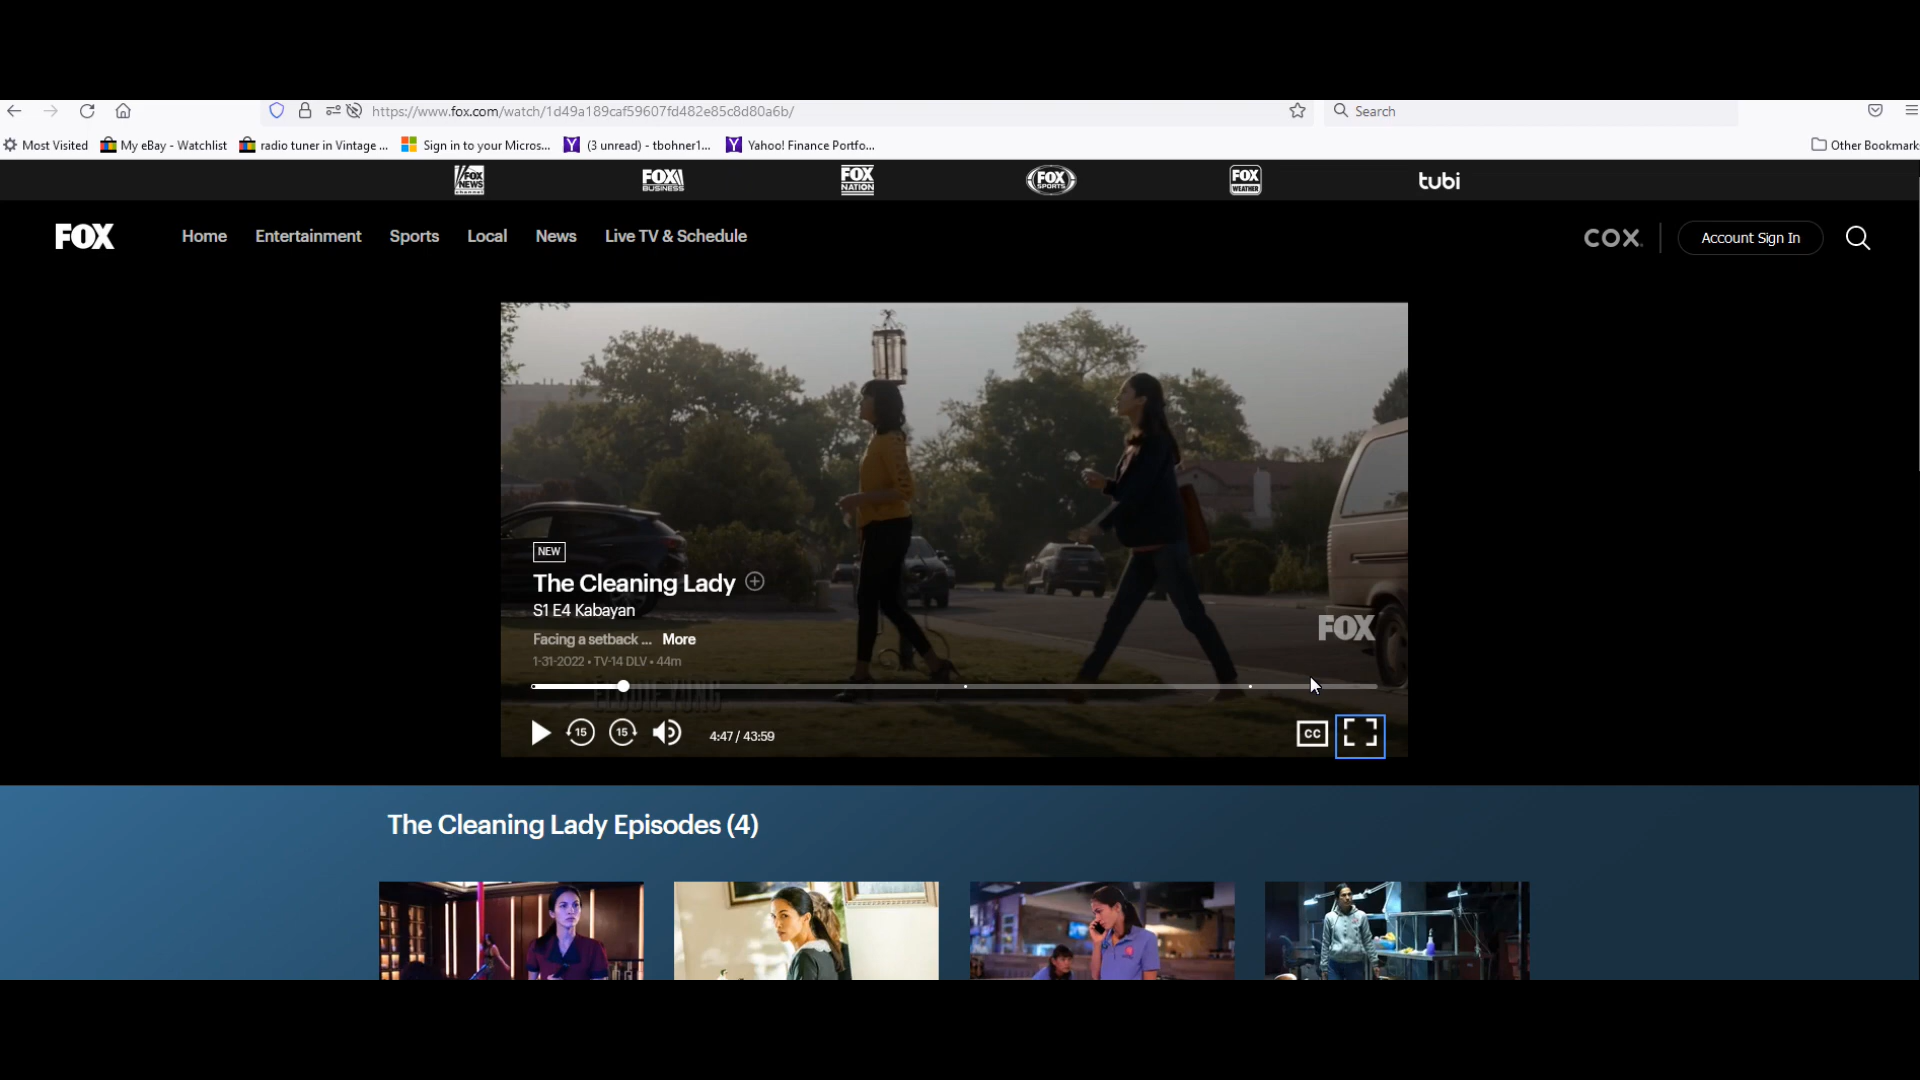 https://www.fox.com/watch/1d49a189caf59607fd482e85c8d80a6b/
Search
Most Visited
My eBay - Watchlist
radio tuner in Vintage ...
Sign in to your Micros...
(3 unread) - tbohner1...
Yahoo! Finance Portfo...
Other Bookmark
FOX NEWS channel
FOX BUSINESS
FOX NATION
FOX SPORTS
FOX WEATHER
tubi
FOX
Home
Entertainment
Sports
Local
News
Live TV & Schedule
COX
Account Sign In
NEW
The Cleaning Lady
S1 E4 Kabayan
Facing a setback ... More
FOX
1-31-2022 • TV-14 DLV • 44m
ÉLODIE YUNG
15
15
4:47 / 43:59
CC
The Cleaning Lady Episodes (4)